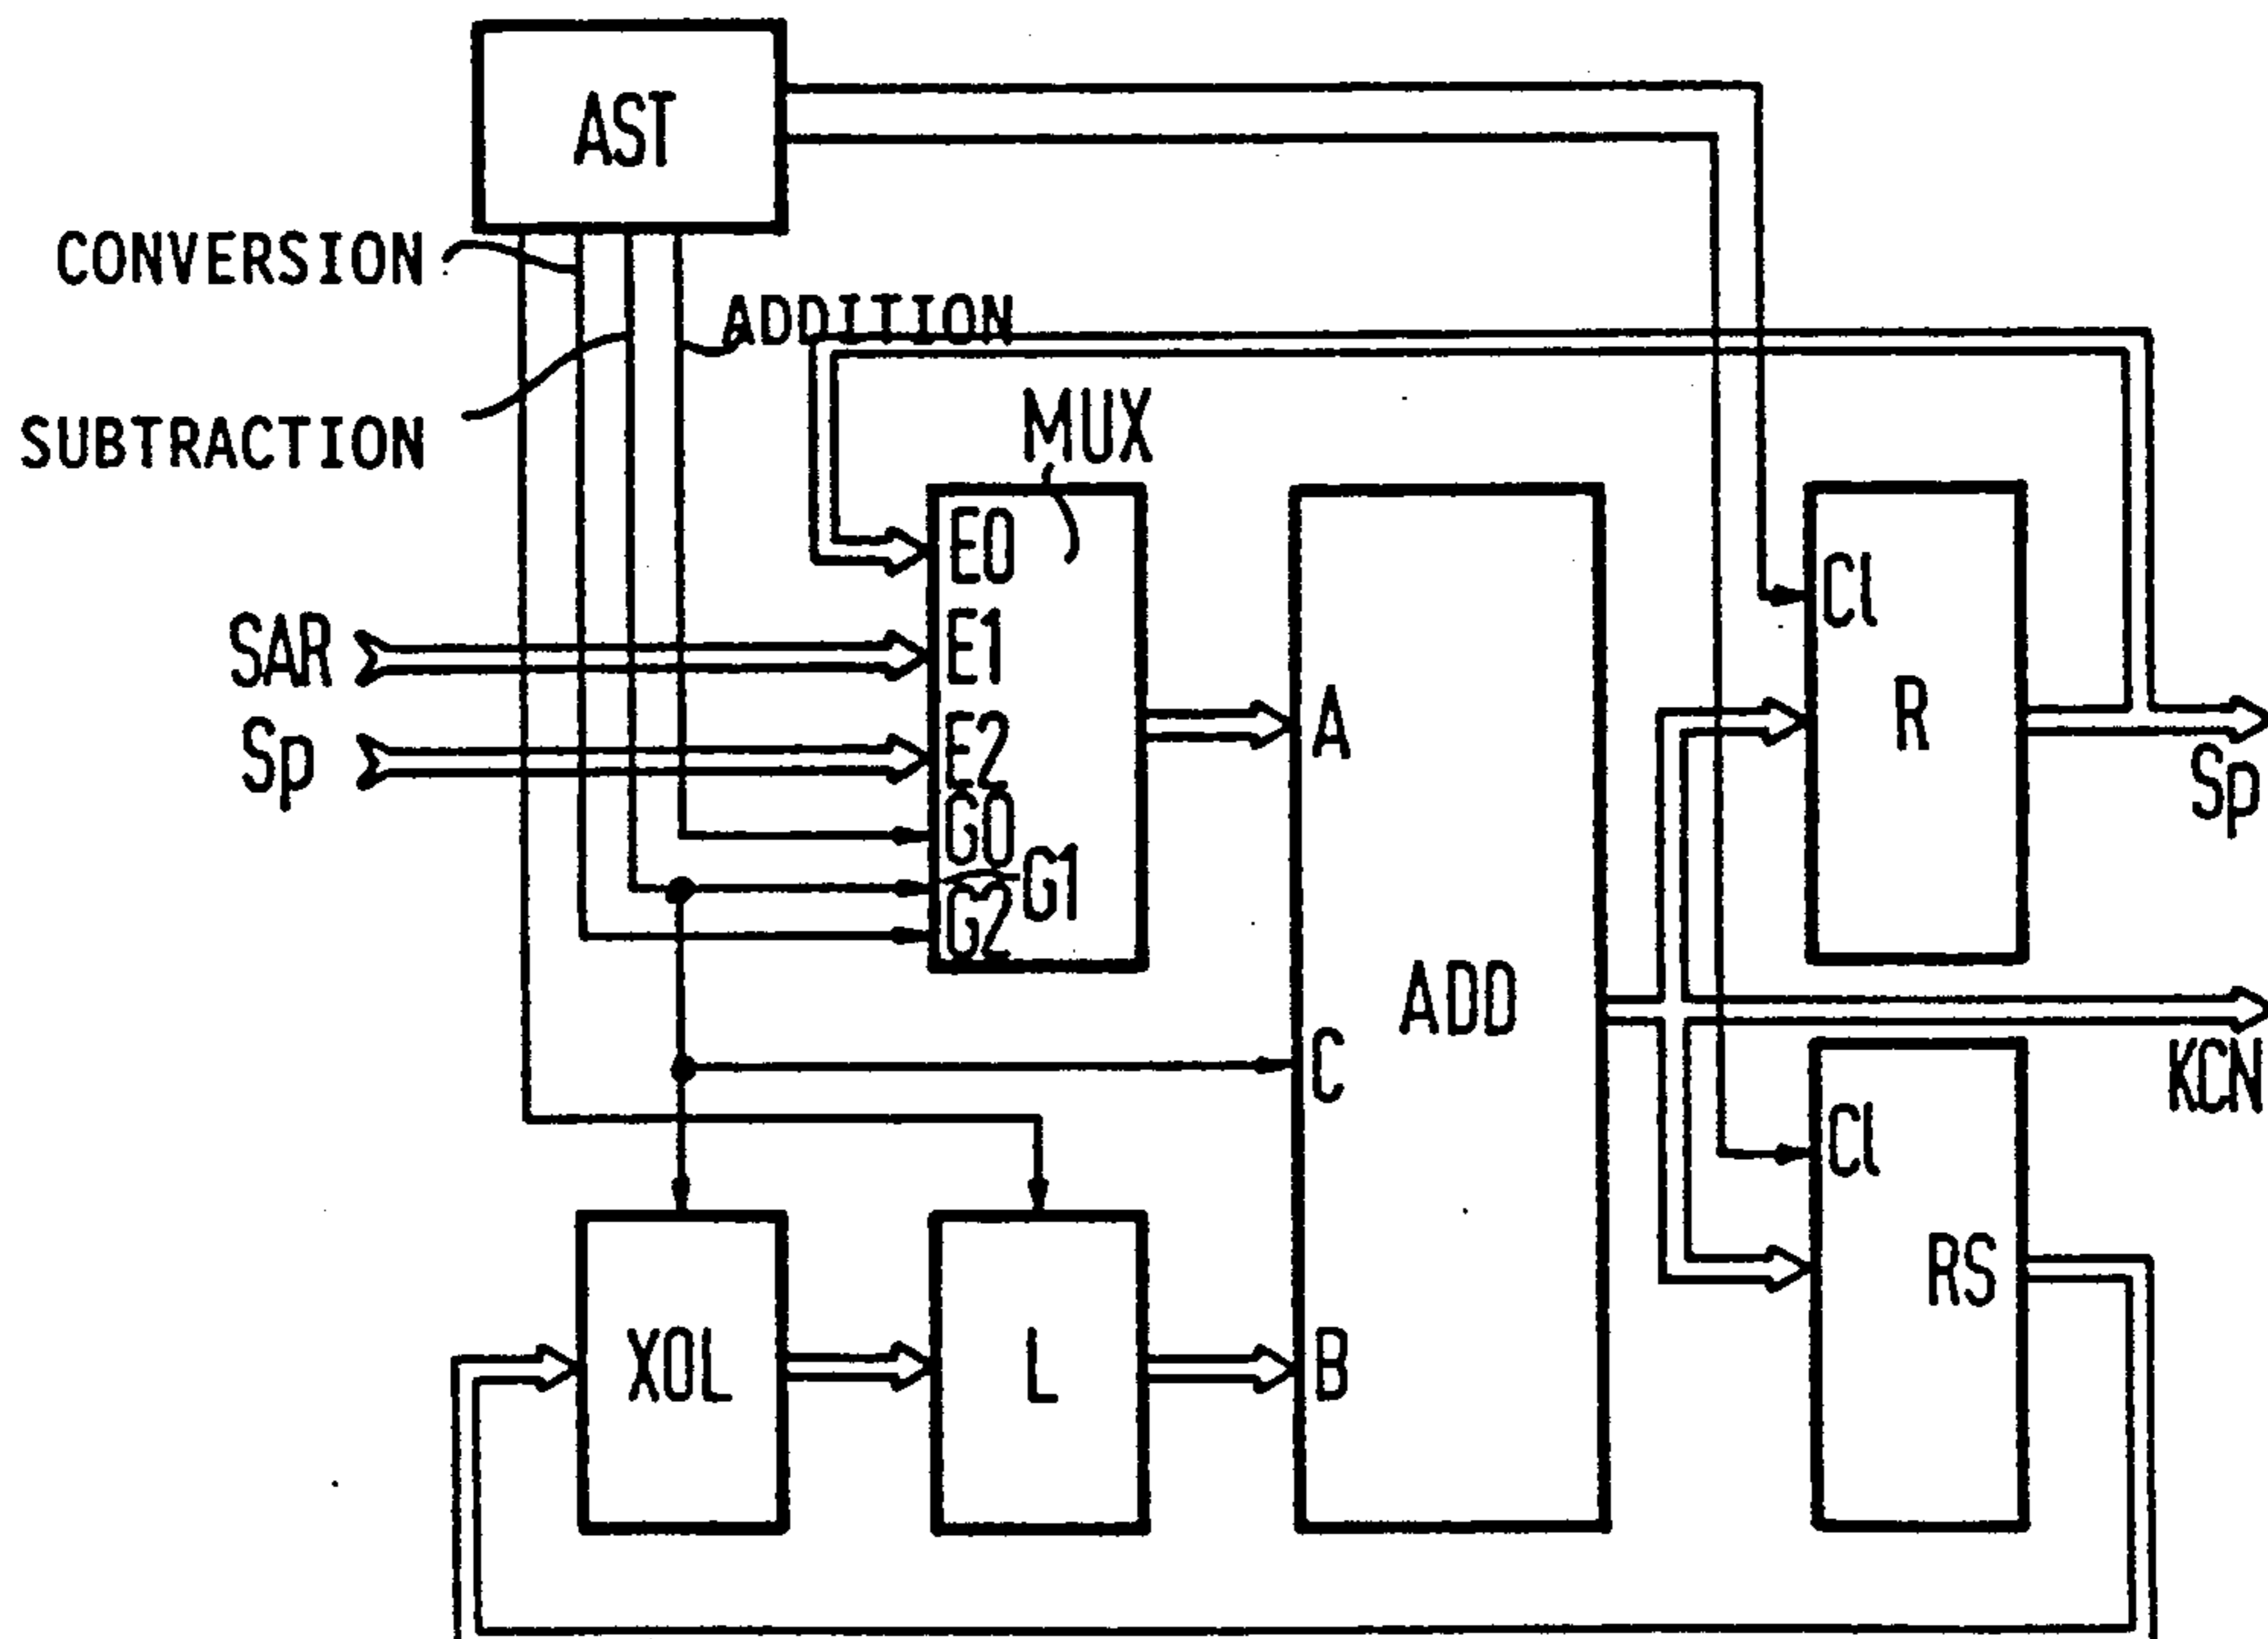 AST
CONVERSION
ADDITION
SUBTRACTION
MUX
E0
E1
E2
G0
G1
G2
SAR
Sp
A
C
B
ADD
Cl
R
Sp
KCN
Cl
RS
XOL
L